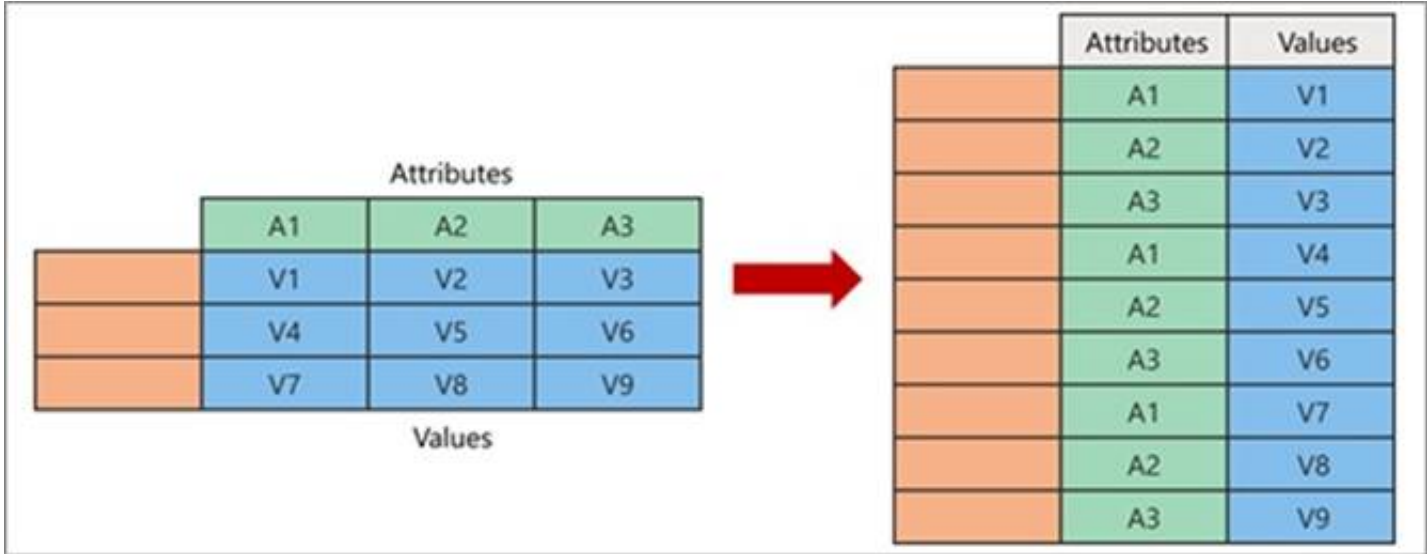 Attributes
A1 A2 A3
V1 V2 V3
V4 V5 V6
V7 V8 V9
Values
Attributes Values
A1 V1
A2 V2
A3 V3
A1 V4
A2 V5
A3 V6
A1 V7
A2 V8
A3 V9